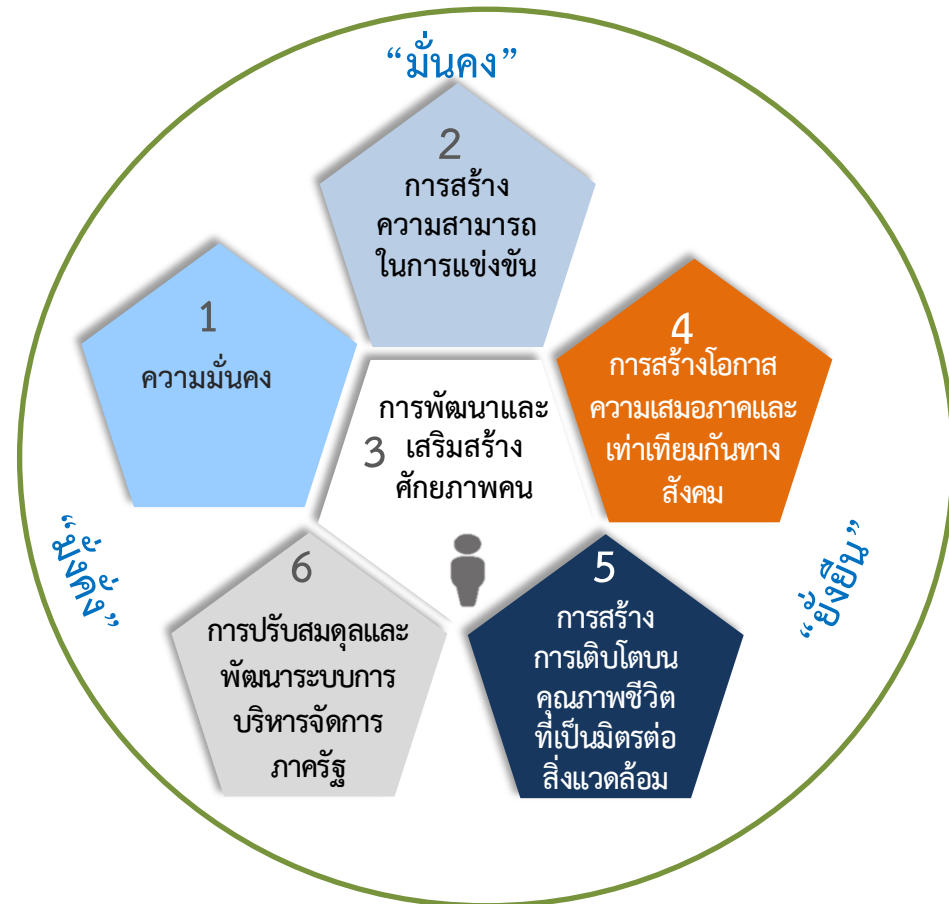 “มั่นคง”
2
การสร้าง
ความสามารถ
ในการแข่งขัน
1
ความมั่นคง
4
การสร้างโอกาส
ความเสมอภาคและ
เท่าเทียมกันทาง
สังคม
3
การพัฒนาและ
เสริมสร้าง
ศักยภาพคน
“มั่งคั่ง”
“ยั่งยืน”
6
การปรับสมดุลและ
พัฒนาระบบการ
บริหารจัดการ
ภาครัฐ
5
การสร้าง
การเติบโตบน
คุณภาพชีวิต
ที่เป็นมิตรต่อ
สิ่งแวดล้อม